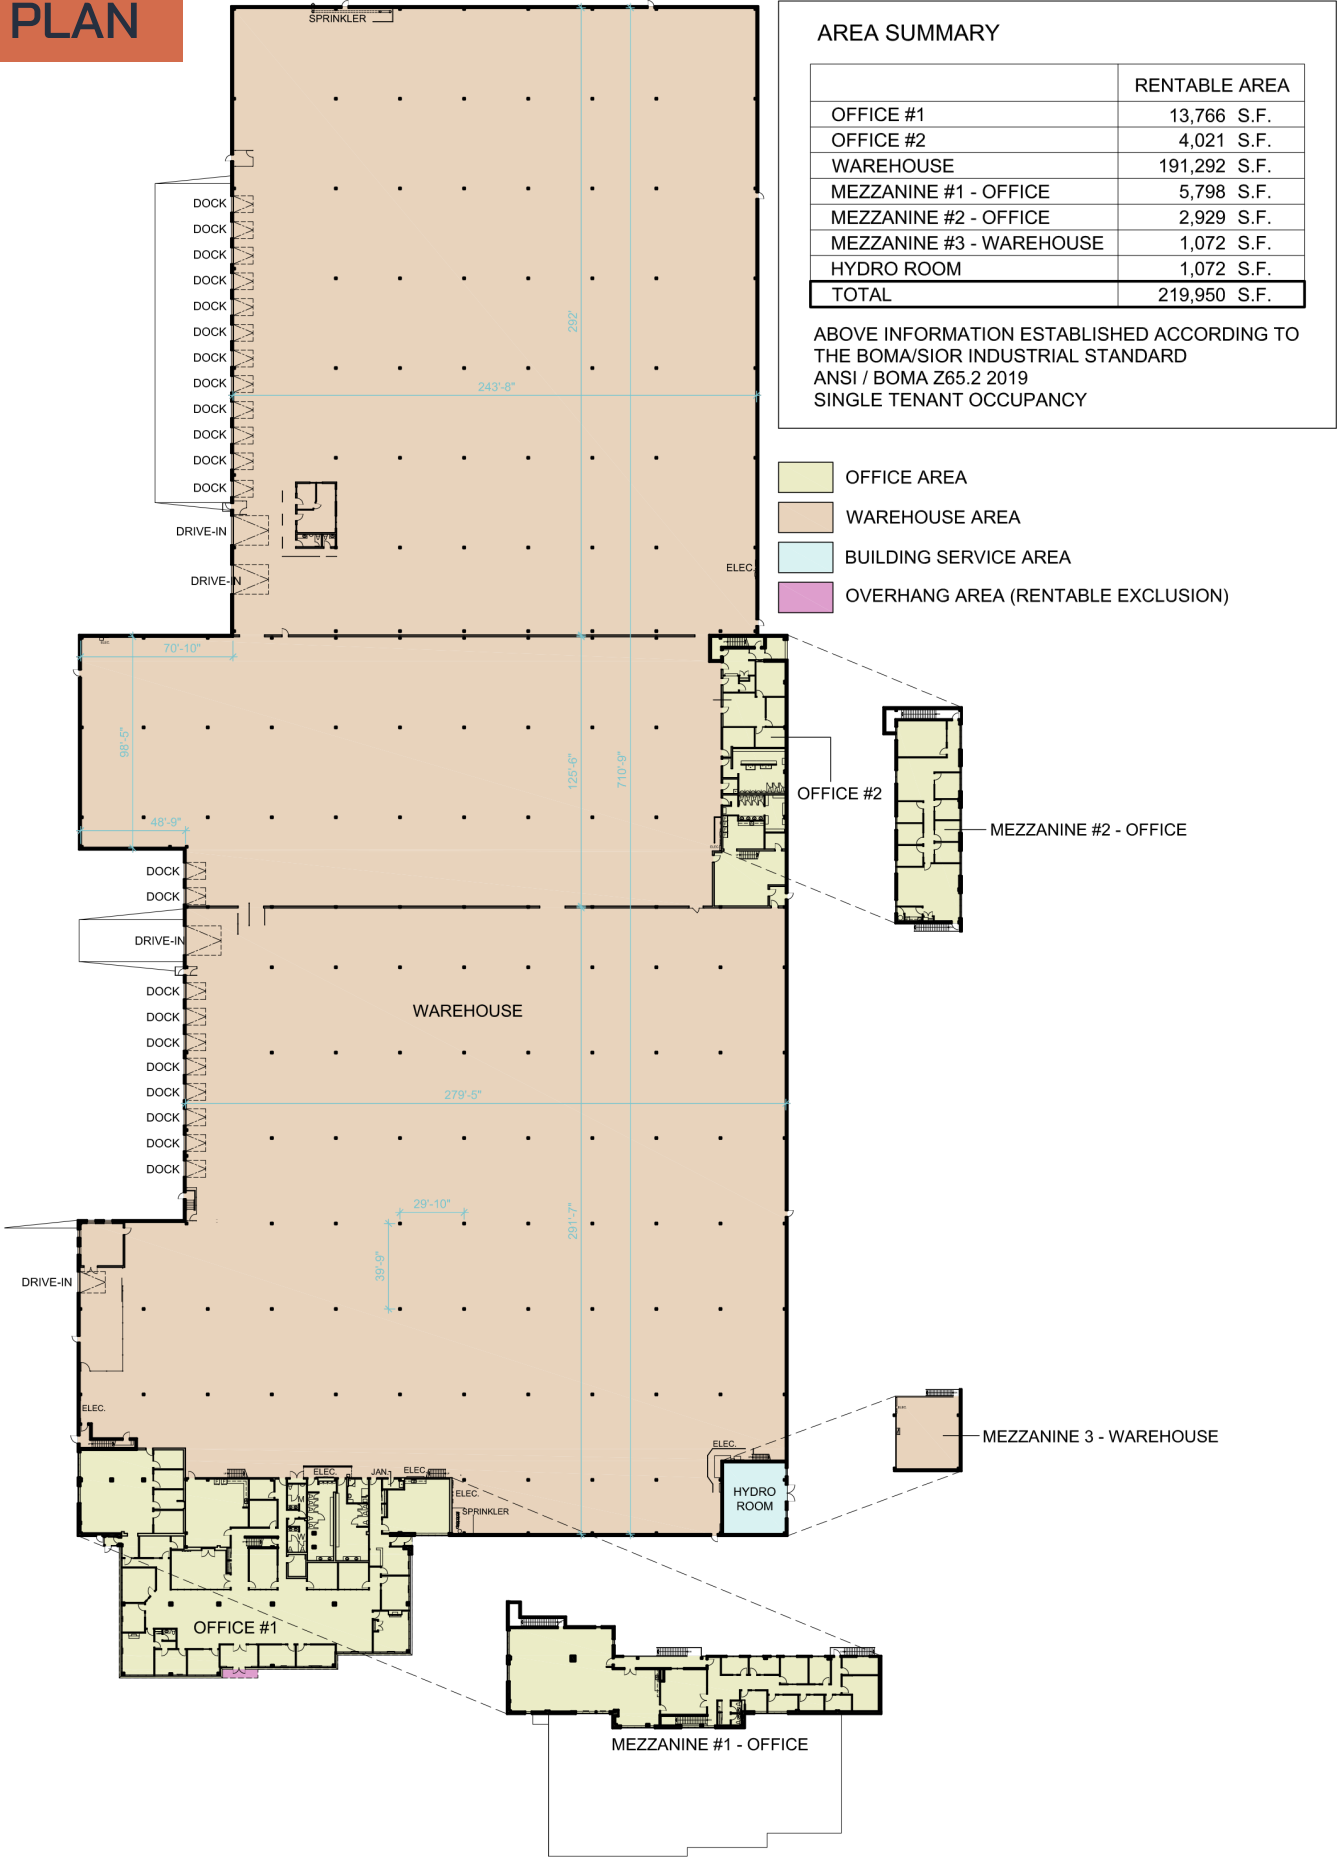 PLAN
SPRINKLER
AREA SUMMARY
RENTABLE AREA
OFFICE #1 13,766 S.F.
OFFICE #2 4,021 S.F.
WAREHOUSE 191,292 S.F.
MEZZANINE #1 - OFFICE 5,798 S.F.
MEZZANINE #2 - OFFICE 2,929 S.F.
MEZZANINE #3 - WAREHOUSE 1,072 S.F.
HYDRO ROOM 1,072 S.F.
TOTAL 219,950 S.F.
ABOVE INFORMATION ESTABLISHED ACCORDING TO
THE BOMA/SIOR INDUSTRIAL STANDARD
ANSI / BOMA Z65.2 2019
SINGLE TENANT OCCUPANCY
OFFICE AREA
WAREHOUSE AREA
BUILDING SERVICE AREA
OVERHANG AREA (RENTABLE EXCLUSION)
DOCK
DOCK
DOCK
DOCK
DOCK
DOCK
DOCK
DOCK
DOCK
DOCK
DOCK
DOCK
292'
243'-8"
DRIVE-IN
DRIVE-IN
ELEC.
70'-10"
98'-5"
125'-6"
710'-9"
48'-9"
OFFICE #2
MEZZANINE #2 - OFFICE
DOCK
DOCK
DRIVE-IN
DOCK
DOCK
DOCK
DOCK
DOCK
DOCK
DOCK
DOCK
WAREHOUSE
279'-5"
29'-10"
39'-9"
291'-7"
DRIVE-IN
ELEC.
ELEC.
MEZZANINE 3 - WAREHOUSE
ELEC.
JAN.
ELEC.
ELEC.
SPRINKLER
HYDRO
ROOM
M
W
OFFICE #1
MEZZANINE #1 - OFFICE